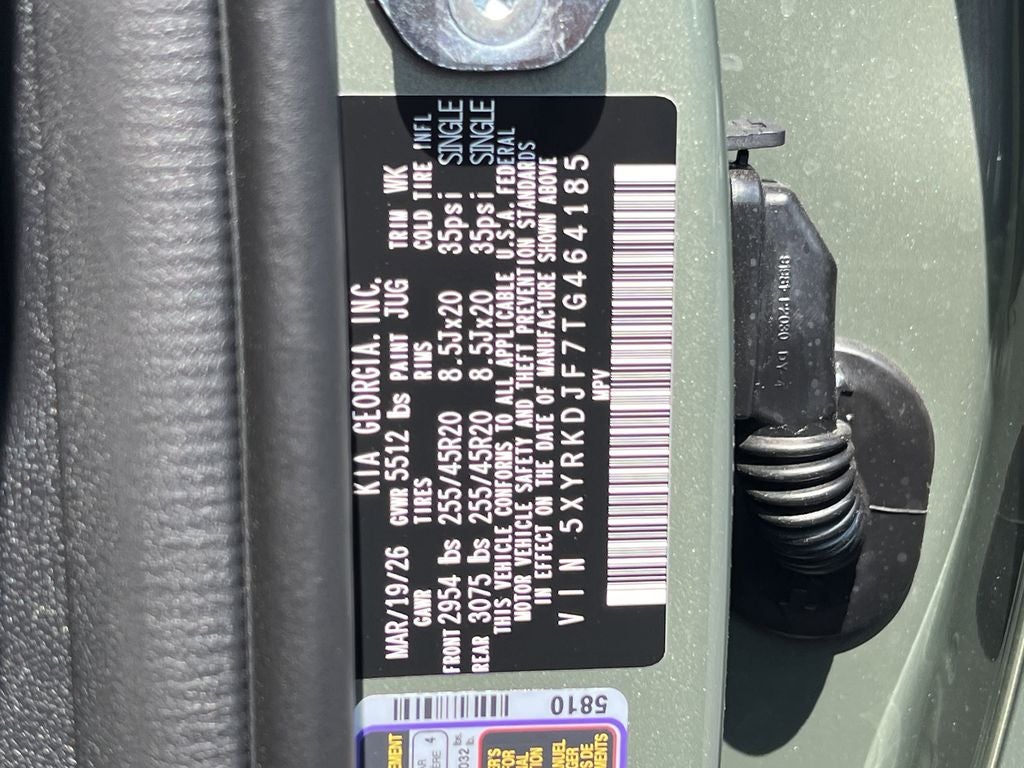 KIA GEORGIA. INC.
MAR/19/26 GVWR 5512 lbs PAINT JUG TRIM WK
GAWR TIRES RIMS COLD TIRE INFL
FRONT 2954 lbs 255/45R20 8.5Jx20 35psi SINGLE
REAR 3075 lbs 255/45R20 8.5Jx20 35psi SINGLE
THIS VEHICLE CONFORMS TO ALL APPLICABLE U.S.A. FEDERAL
MOTOR VEHICLE SAFETY AND THEFT PREVENTION STANDARDS
IN EFFECT ON THE DATE OF MANUFACTURE SHOWN ABOVE
VIN 5XYRKDJF7TG464185
MPV
5810